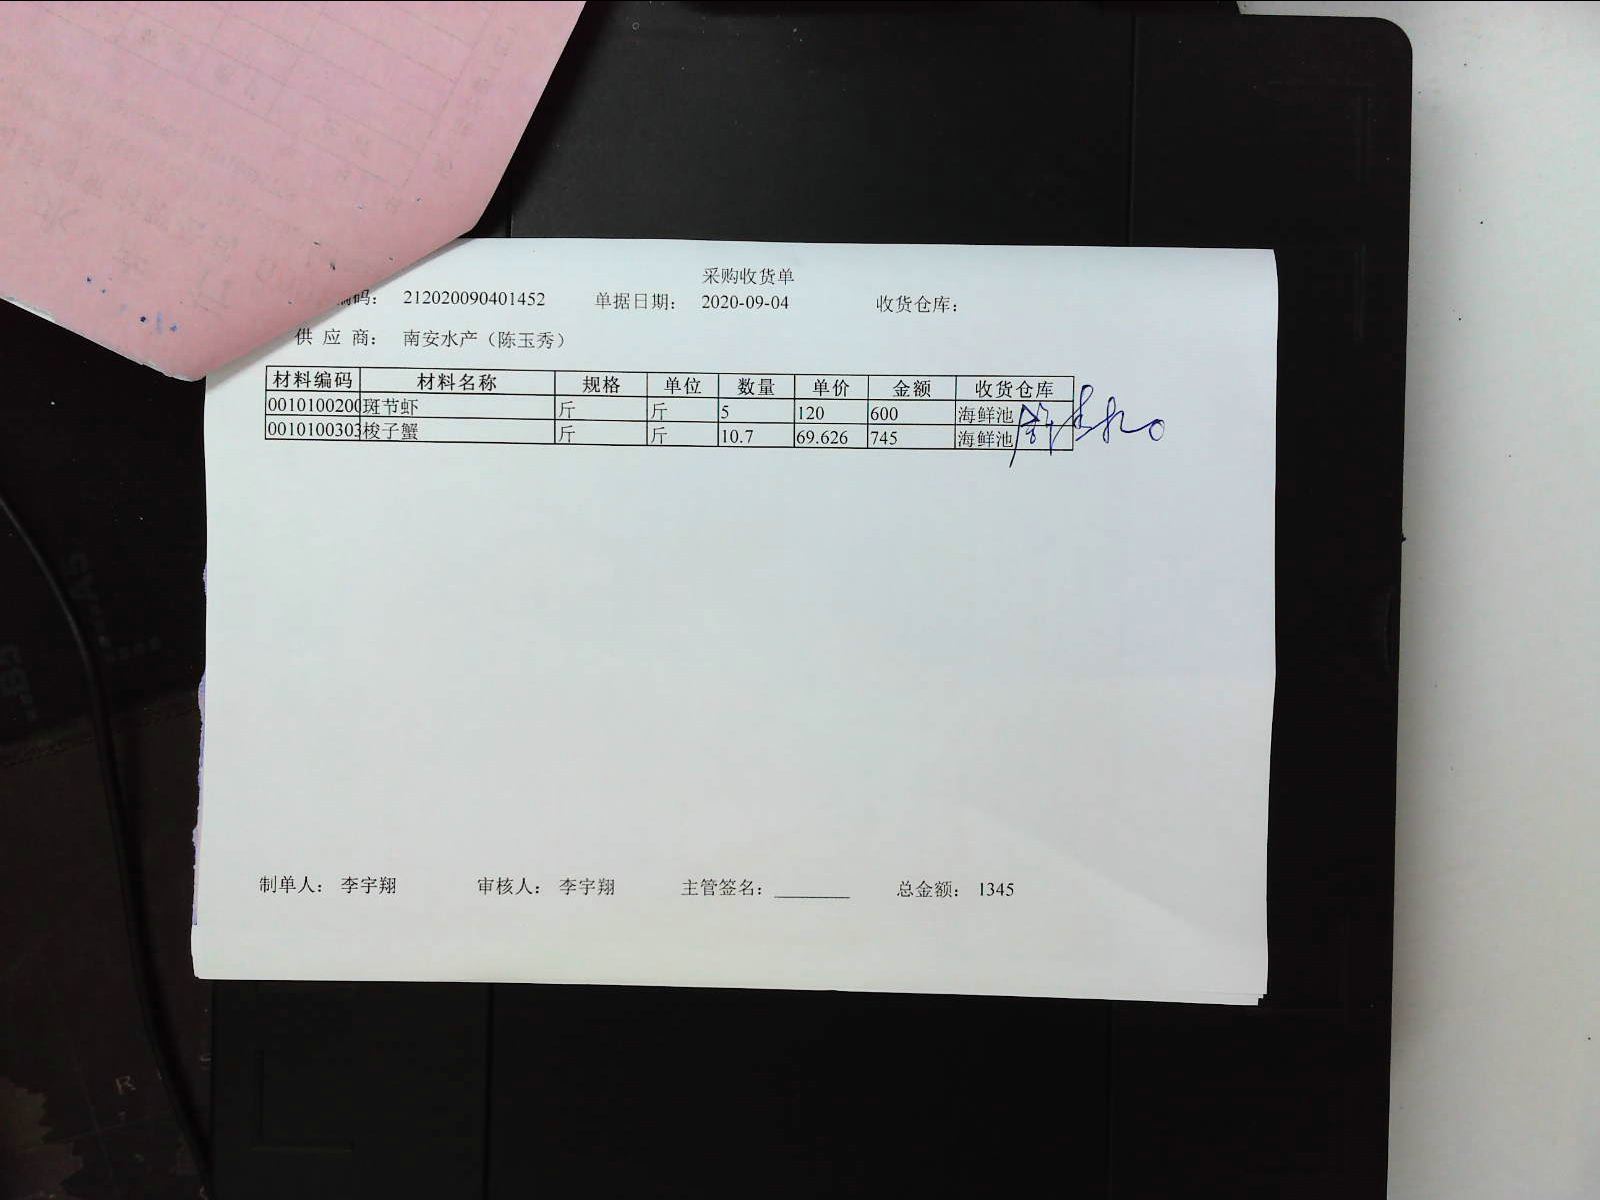 采购收货单
编码： 212020090401452 单据日期： 2020-09-04 收货仓库：
供 应 商： 南安水产（陈玉秀）
材料编码 材料名称 规格 单位 数量 单价 金额 收货仓库
0010100200 斑节虾 斤 斤 5 120 600 海鲜池
0010100303 梭子蟹 斤 斤 10.7 69.626 745 海鲜池
制单人： 李宇翔 审核人： 李宇翔 主管签名： 总金额： 1345